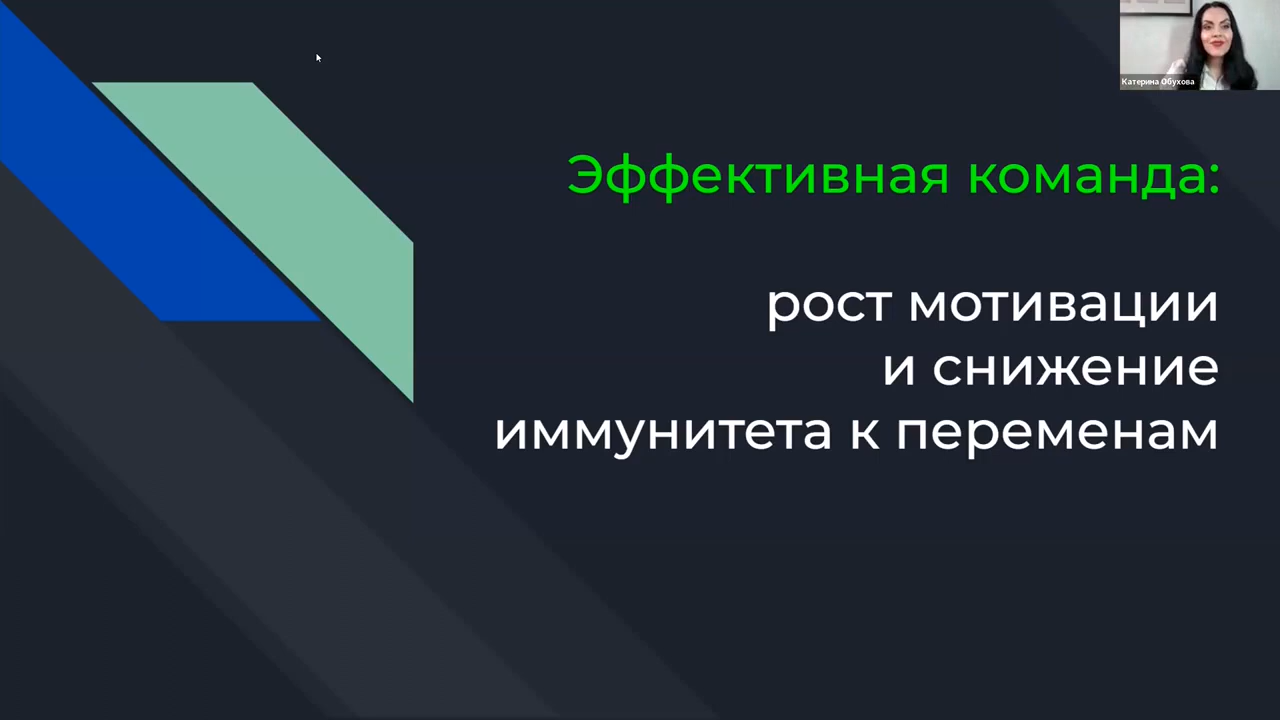 Катерина Обухова
Эффективная команда:
рост мотивации
и снижение
иммунитета к переменам